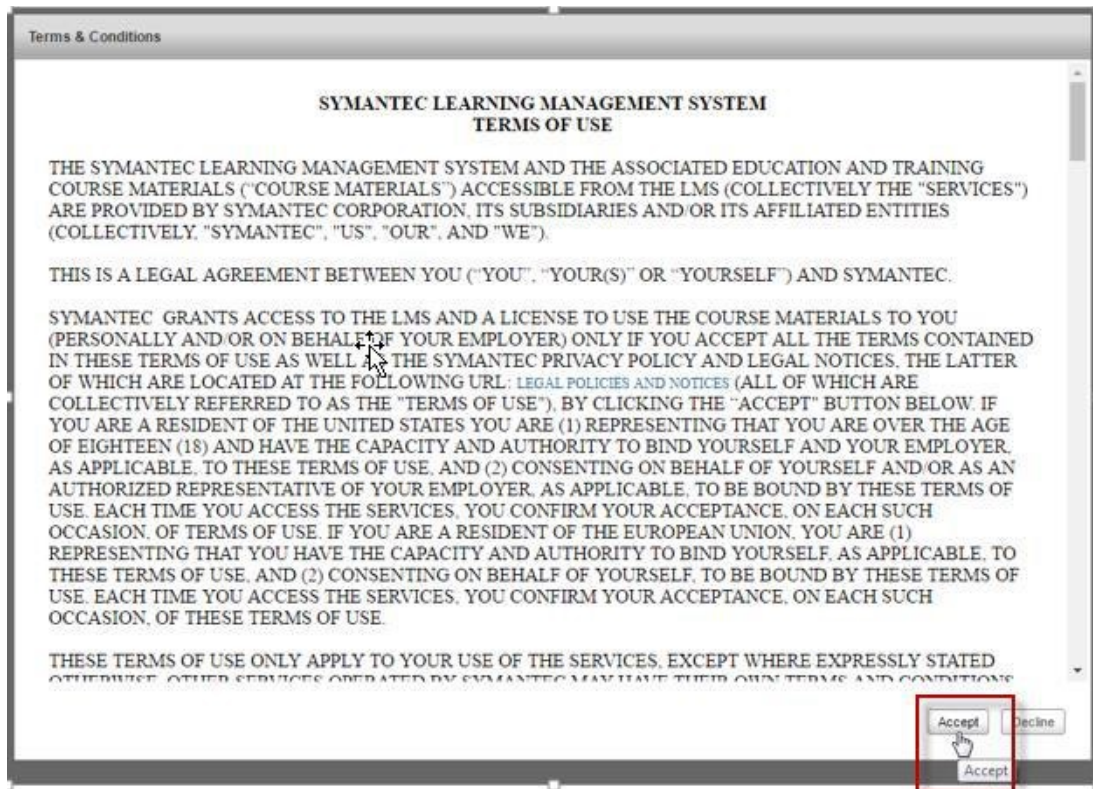 Terms & Conditions
SYMANTEC LEARNING MANAGEMENT SYSTEM
TERMS OF USE
THE SYMANTEC LEARNING MANAGEMENT SYSTEM AND THE ASSOCIATED EDUCATION AND TRAINING
COURSE MATERIALS (“COURSE MATERIALS”) ACCESSIBLE FROM THE LMS (COLLECTIVELY THE "SERVICES")
ARE PROVIDED BY SYMANTEC CORPORATION, ITS SUBSIDIARIES AND/OR ITS AFFILIATED ENTITIES
(COLLECTIVELY, "SYMANTEC", "US", "OUR", AND "WE").
THIS IS A LEGAL AGREEMENT BETWEEN YOU (“YOU”, “YOUR(S)” OR “YOURSELF”) AND SYMANTEC.
SYMANTEC GRANTS ACCESS TO THE LMS AND A LICENSE TO USE THE COURSE MATERIALS TO YOU
(PERSONALLY AND/OR ON BEHALF OF YOUR EMPLOYER) ONLY IF YOU ACCEPT ALL THE TERMS CONTAINED
IN THESE TERMS OF USE AS WELL AS THE SYMANTEC PRIVACY POLICY AND LEGAL NOTICES, THE LATTER
OF WHICH ARE LOCATED AT THE FOLLOWING URL: LEGAL POLICIES AND NOTICES (ALL OF WHICH ARE
COLLECTIVELY REFERRED TO AS THE "TERMS OF USE"), BY CLICKING THE “ACCEPT” BUTTON BELOW. IF
YOU ARE A RESIDENT OF THE UNITED STATES YOU ARE (1) REPRESENTING THAT YOU ARE OVER THE AGE
OF EIGHTEEN (18) AND HAVE THE CAPACITY AND AUTHORITY TO BIND YOURSELF AND YOUR EMPLOYER,
AS APPLICABLE, TO THESE TERMS OF USE, AND (2) CONSENTING ON BEHALF OF YOURSELF AND/OR AS AN
AUTHORIZED REPRESENTATIVE OF YOUR EMPLOYER, AS APPLICABLE, TO BE BOUND BY THESE TERMS OF
USE. EACH TIME YOU ACCESS THE SERVICES, YOU CONFIRM YOUR ACCEPTANCE, ON EACH SUCH
OCCASION, OF TERMS OF USE. IF YOU ARE A RESIDENT OF THE EUROPEAN UNION, YOU ARE (1)
REPRESENTING THAT YOU HAVE THE CAPACITY AND AUTHORITY TO BIND YOURSELF, AS APPLICABLE, TO
THESE TERMS OF USE, AND (2) CONSENTING ON BEHALF OF YOURSELF, TO BE BOUND BY THESE TERMS OF
USE. EACH TIME YOU ACCESS THE SERVICES, YOU CONFIRM YOUR ACCEPTANCE, ON EACH SUCH
OCCASION, OF THESE TERMS OF USE.
THESE TERMS OF USE ONLY APPLY TO YOUR USE OF THE SERVICES, EXCEPT WHERE EXPRESSLY STATED
OTHERWISE. OTHER SERVICES OPERATED BY SYMANTEC MAY HAVE THEIR OWN TERMS AND CONDITIONS
Accept Decline
Accept